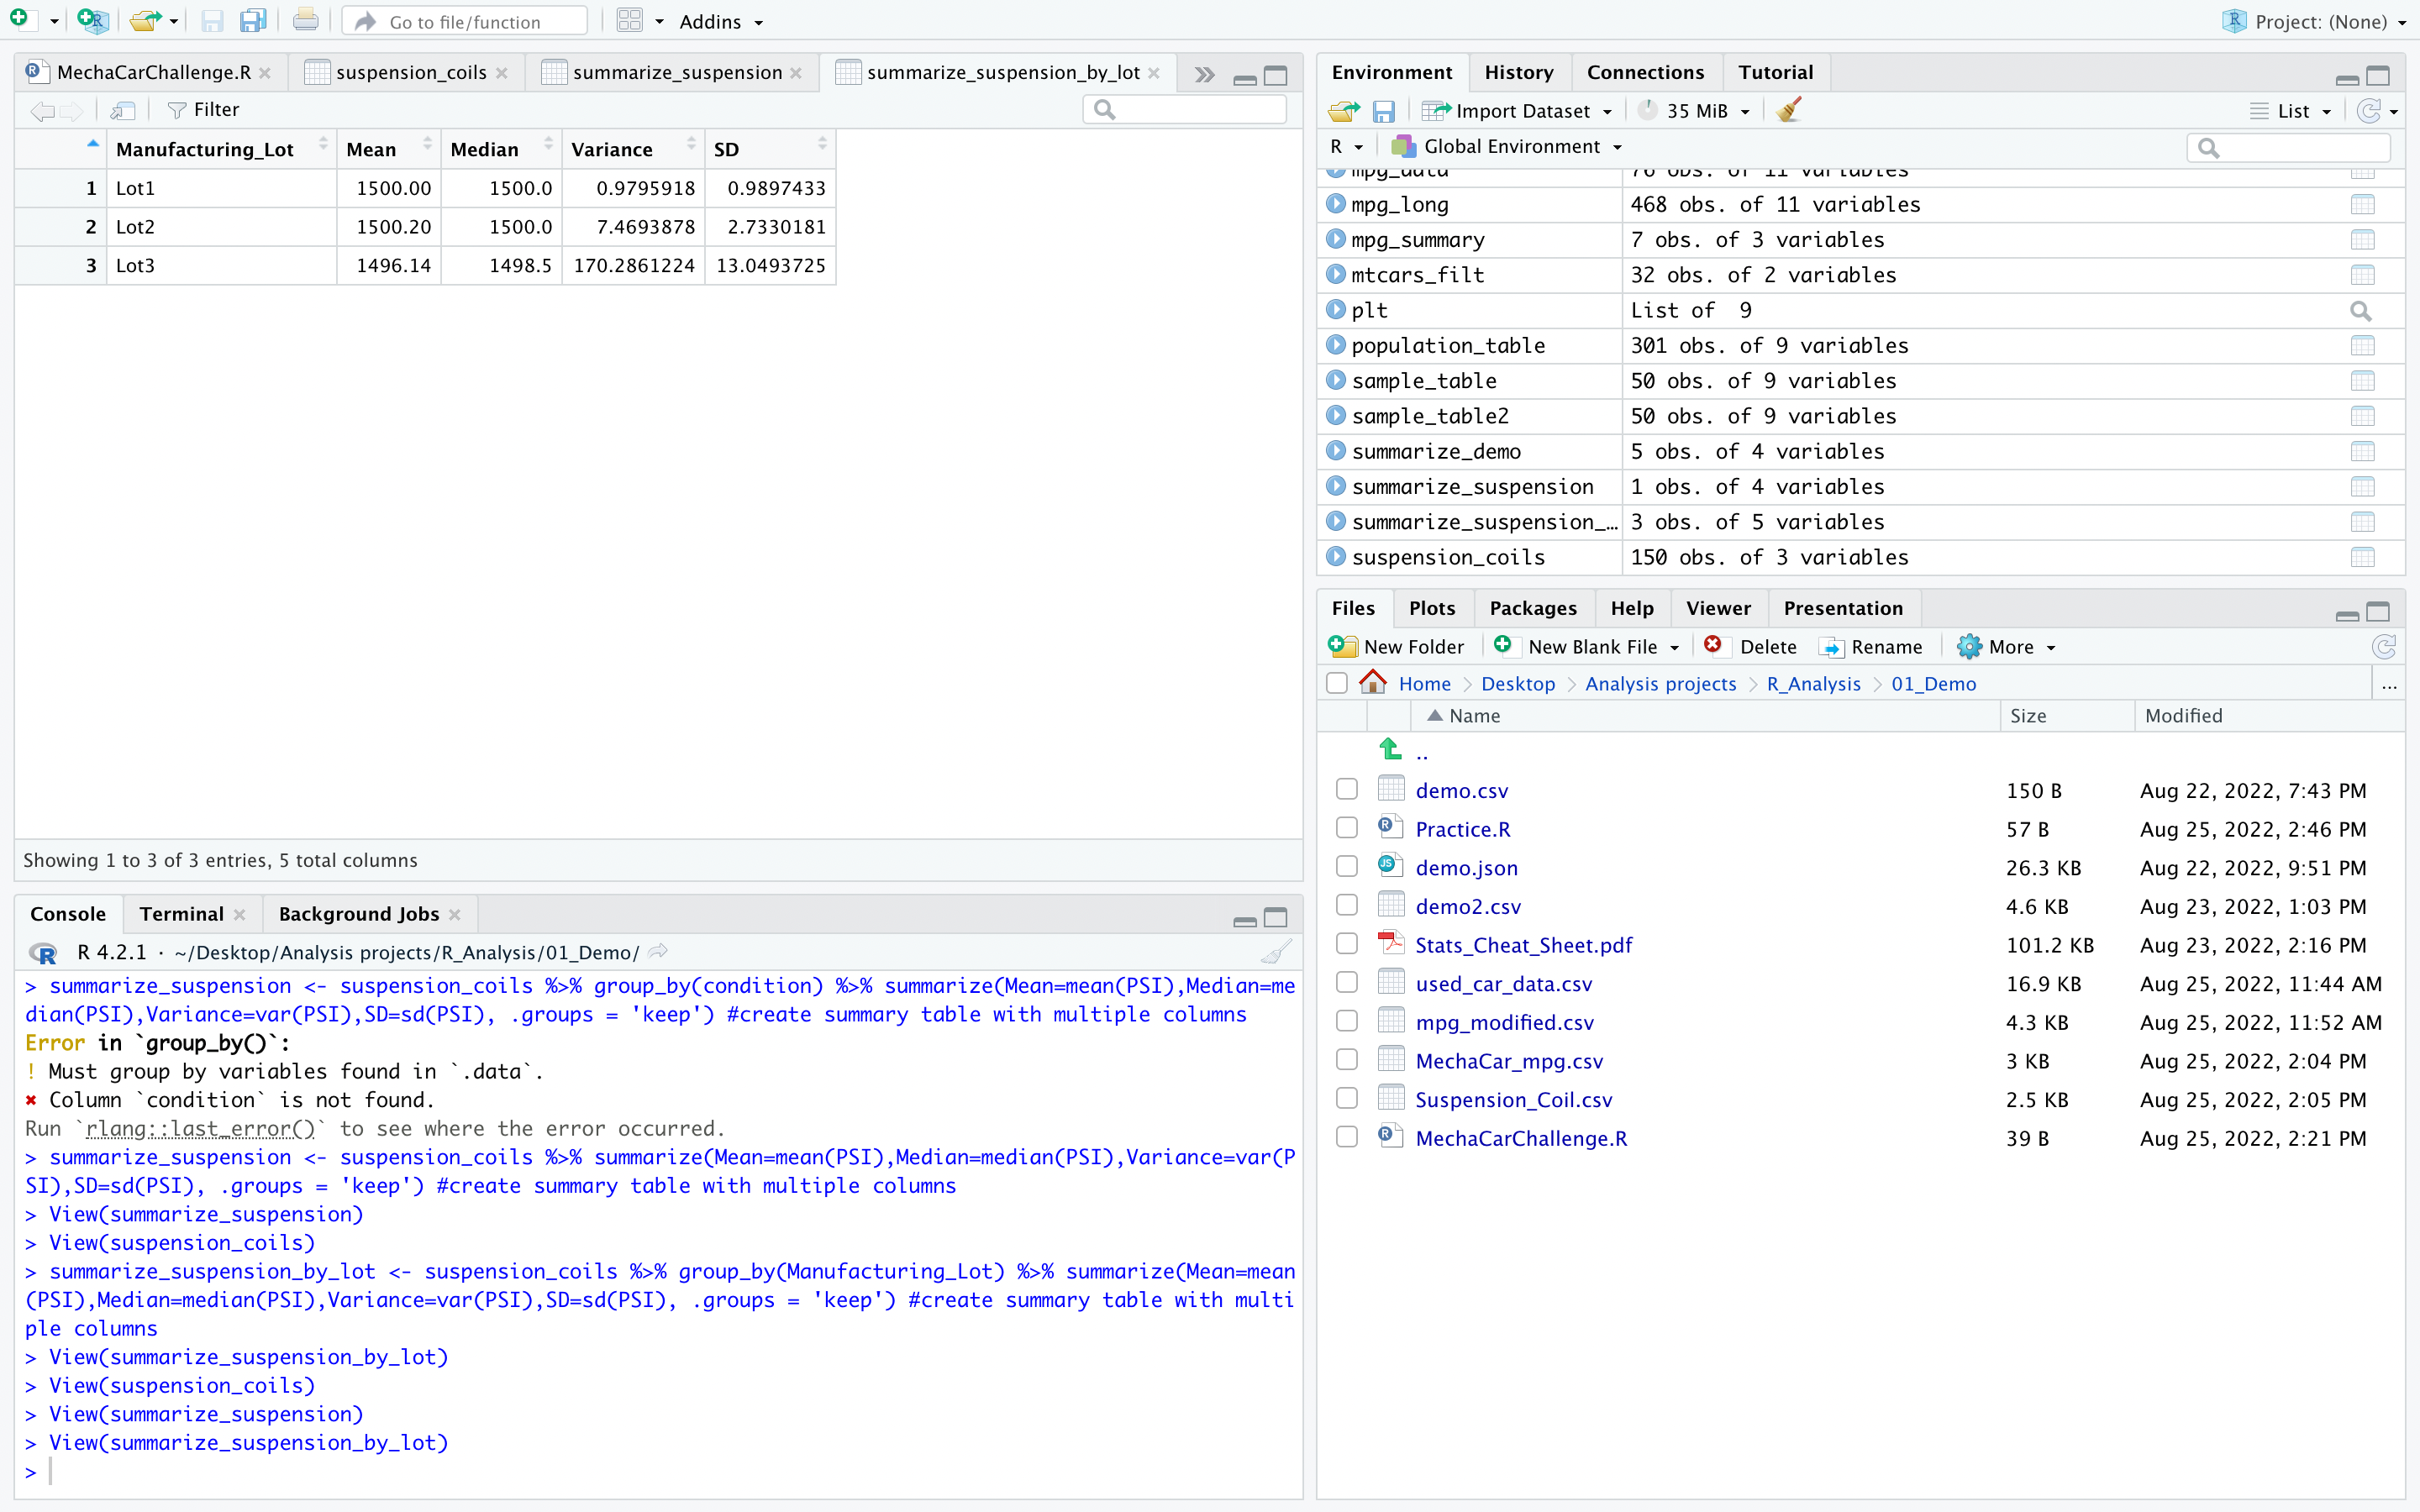 Go to file/function
Addins
Project: (None)
MechaCarChallenge.R
suspension_coils
summarize_suspension
summarize_suspension_by_lot
Filter
Manufacturing_Lot Mean Median Variance SD
1 Lot1 1500.00 1500.0 0.9795918 0.9897433
2 Lot2 1500.20 1500.0 7.4693878 2.7330181
3 Lot3 1496.14 1498.5 170.2861224 13.0493725
Showing 1 to 3 of 3 entries, 5 total columns
Console Terminal Background Jobs
R 4.2.1 · ~/Desktop/Analysis projects/R_Analysis/01_Demo/
> summarize_suspension <- suspension_coils %>% group_by(condition) %>% summarize(Mean=mean(PSI),Median=me
dian(PSI),Variance=var(PSI),SD=sd(PSI), .groups = 'keep') #create summary table with multiple columns
Error in `group_by()`:
! Must group by variables found in `.data`.
✖ Column `condition` is not found.
Run `rlang::last_error()` to see where the error occurred.
> summarize_suspension <- suspension_coils %>% summarize(Mean=mean(PSI),Median=median(PSI),Variance=var(P
SI),SD=sd(PSI), .groups = 'keep') #create summary table with multiple columns
> View(summarize_suspension)
> View(suspension_coils)
> summarize_suspension_by_lot <- suspension_coils %>% group_by(Manufacturing_Lot) %>% summarize(Mean=mean
(PSI),Median=median(PSI),Variance=var(PSI),SD=sd(PSI), .groups = 'keep') #create summary table with multi
ple columns
> View(summarize_suspension_by_lot)
> View(suspension_coils)
> View(summarize_suspension)
> View(summarize_suspension_by_lot)
>
Environment History Connections Tutorial
Import Dataset 35 MiB List
R Global Environment
mpg_data 76 obs. of 11 variables
mpg_long 468 obs. of 11 variables
mpg_summary 7 obs. of 3 variables
mtcars_filt 32 obs. of 2 variables
plt List of 9
population_table 301 obs. of 9 variables
sample_table 50 obs. of 9 variables
sample_table2 50 obs. of 9 variables
summarize_demo 5 obs. of 4 variables
summarize_suspension 1 obs. of 4 variables
summarize_suspension_… 3 obs. of 5 variables
suspension_coils 150 obs. of 3 variables
Files Plots Packages Help Viewer Presentation
New Folder New Blank File Delete Rename More
Home Desktop Analysis projects R_Analysis 01_Demo ...
Name Size Modified
..
demo.csv 150 B Aug 22, 2022, 7:43 PM
Practice.R 57 B Aug 25, 2022, 2:46 PM
demo.json 26.3 KB Aug 22, 2022, 9:51 PM
demo2.csv 4.6 KB Aug 23, 2022, 1:03 PM
Stats_Cheat_Sheet.pdf 101.2 KB Aug 23, 2022, 2:16 PM
used_car_data.csv 16.9 KB Aug 25, 2022, 11:44 AM
mpg_modified.csv 4.3 KB Aug 25, 2022, 11:52 AM
MechaCar_mpg.csv 3 KB Aug 25, 2022, 2:04 PM
Suspension_Coil.csv 2.5 KB Aug 25, 2022, 2:05 PM
MechaCarChallenge.R 39 B Aug 25, 2022, 2:21 PM